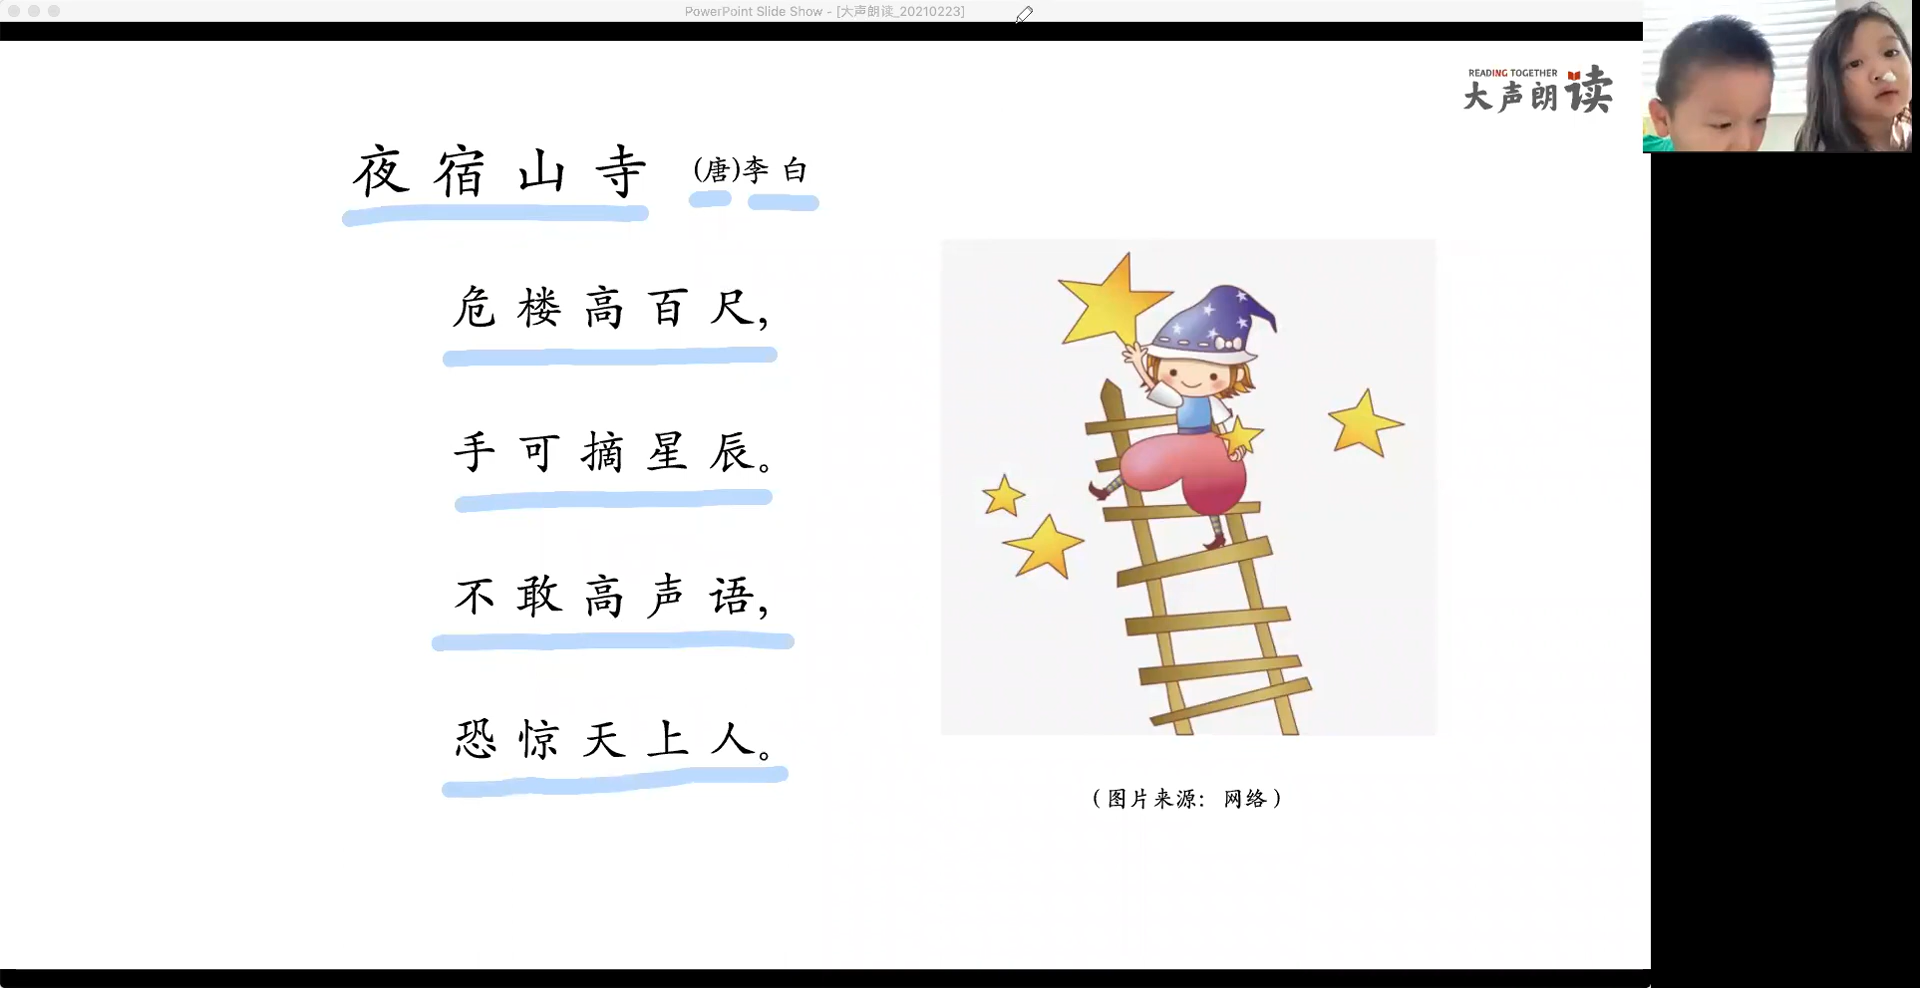 PowerPoint Slide Show - [大声朗读_20210223]
READING TOGETHER
大声朗读
夜宿山寺 (唐)李白
危楼高百尺,
手可摘星辰。
不敢高声语,
恐惊天上人。
(图片来源: 网络)